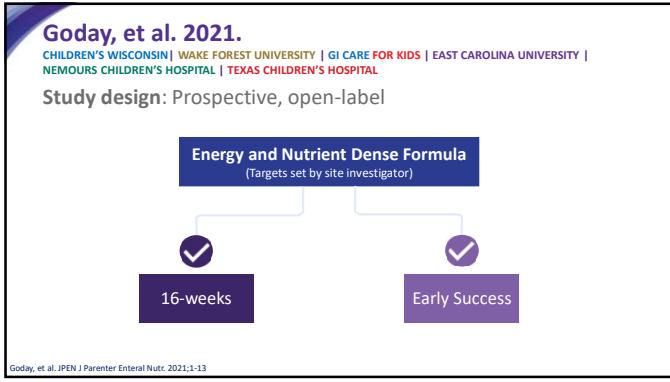 Goday, et al. 2021.
CHILDREN'S WISCONSIN| WAKE FOREST UNIVERSITY | GI CARE FOR KIDS | EAST CAROLINA UNIVERSITY |
NEMOURS CHILDREN'S HOSPITAL | TEXAS CHILDREN'S HOSPITAL
Study design: Prospective, open-label
Energy and Nutrient Dense Formula
(Targets set by site investigator)
16-weeks
Early Success
Goday, et al. JPEN J Parenter Enteral Nutr. 2021;1-13